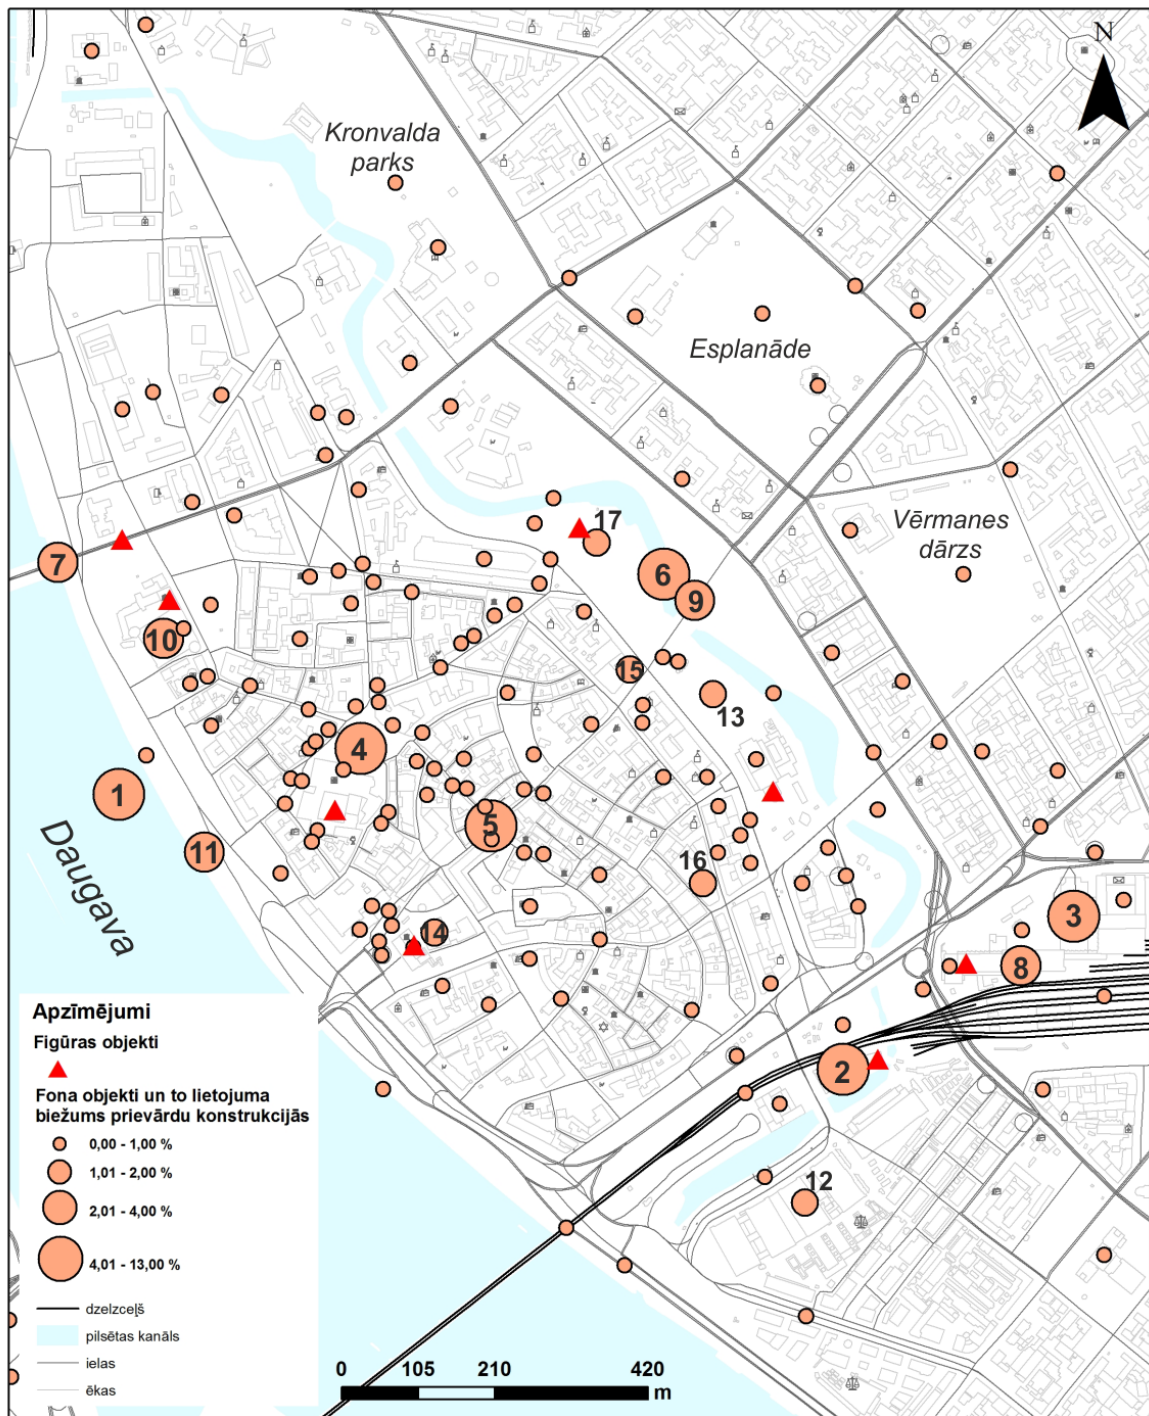 N
Kronvalda
parks
Esplanāde
Vērmanes
dārzs
17
7
6
9
10
15
13
4
1
5
11
16
14
3
8
2
12
Daugava
Apzīmējumi
Figūras objekti
Fona objekti un to lietojuma
biežums prievārdu konstrukcijās
0,00 - 1,00 %
1,01 - 2,00 %
2,01 - 4,00 %
4,01 - 13,00 %
dzelzceļš
pilsētas kanāls
ielas
ēkas
0 105 210 420
m